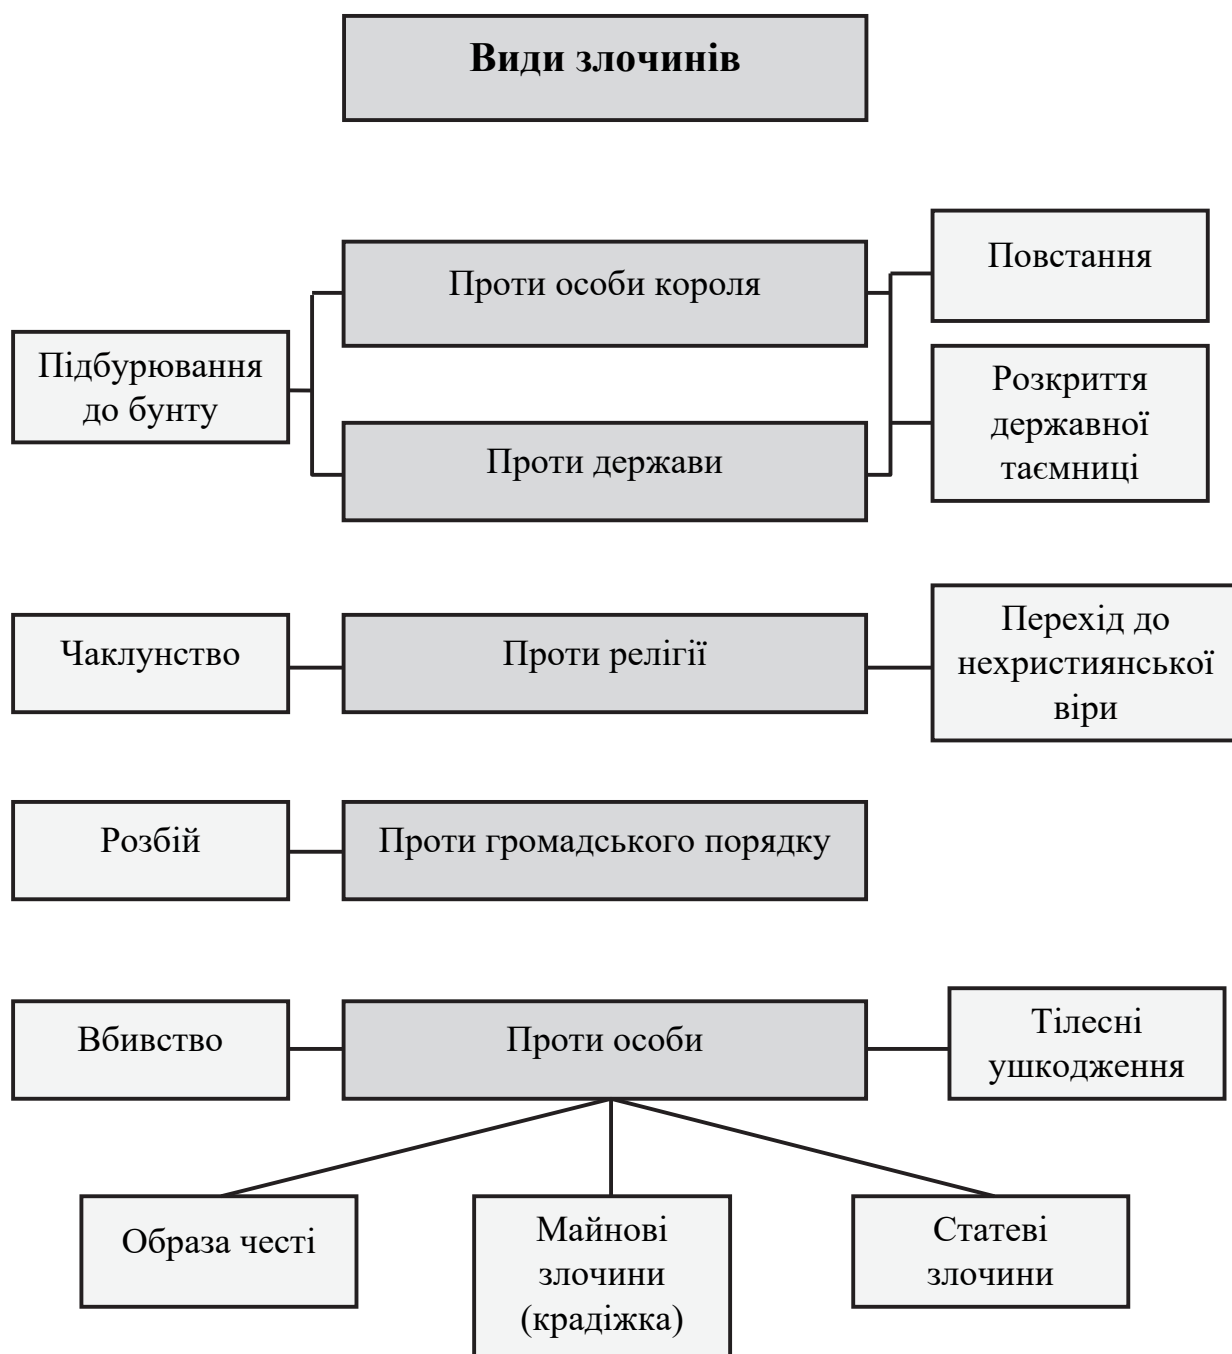 Види злочинів
Проти особи короля
Повстання
Підбурювання
до бунту
Проти держави
Розкриття
державної
таємниці
Чаклунство
Проти релігії
Перехід до
нехристиянської
віри
Розбій
Проти громадського порядку
Вбивство
Проти особи
Тілесні
ушкодження
Образа честі
Майнові
злочини
(крадіжка)
Статеві
злочини